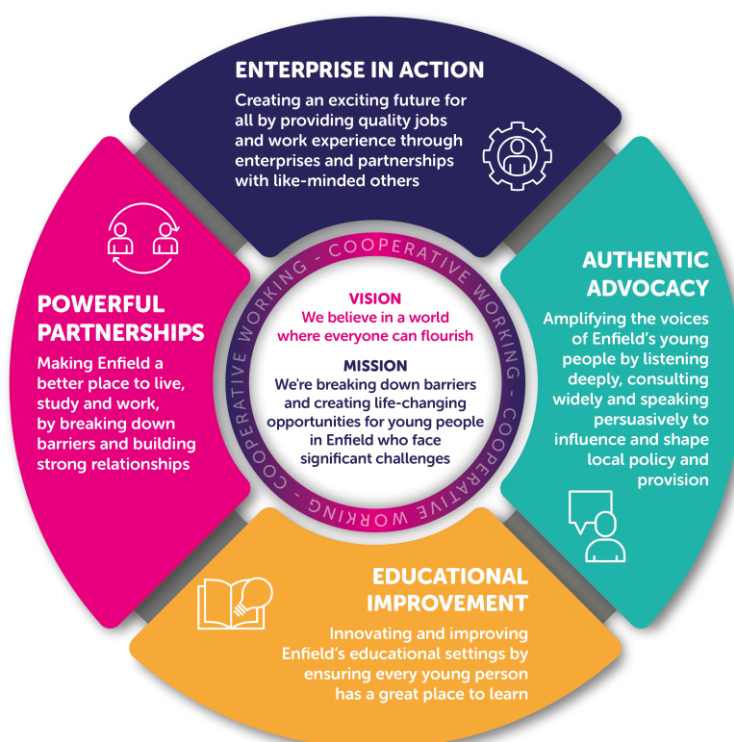 ENTERPRISE IN ACTION
Creating an exciting future for
all by providing quality jobs
and work experience through
enterprises and partnerships
with like-minded others
POWERFUL
PARTNERSHIPS
Making Enfield a
better place to live,
study and work,
by breaking down
barriers and building
strong relationships
COOPERATIVE WORKING - COOPERATIVE WORKING - COOPERATIVE WORKING - COOPERATIVE WORKING -
VISION
We believe in a world
where everyone can flourish
MISSION
We're breaking down barriers
and creating life-changing
opportunities for young people
in Enfield who face
significant challenges
AUTHENTIC
ADVOCACY
Amplifying the voices
of Enfield's young
people by listening
deeply, consulting
widely and speaking
persuasively to
influence and shape
local policy and
provision
EDUCATIONAL
IMPROVEMENT
Innovating and improving
Enfield's educational settings by
ensuring every young person
has a great place to learn